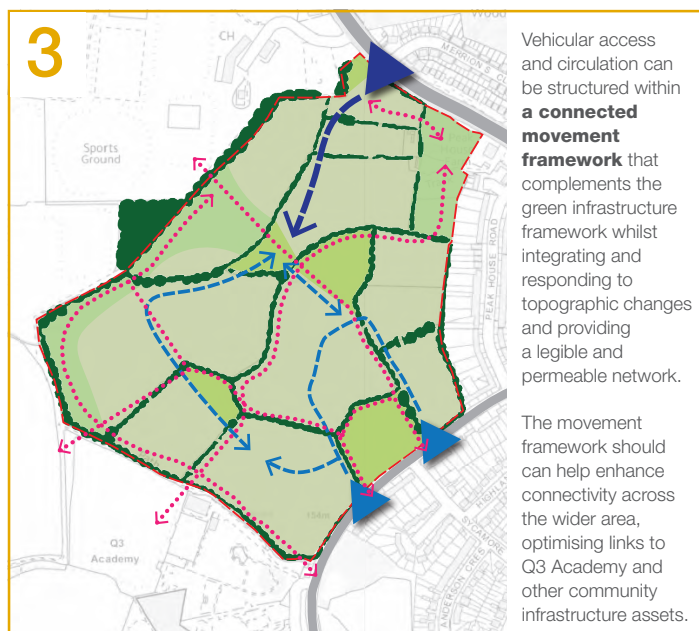 3
CH
Sports
Ground
PEAK HOUSE ROAD
154m
Q3
Academy
Vehicular access
and circulation can
be structured within
a connected
movement
framework that
complements the
green infrastructure
framework whilst
integrating and
responding to
topographic changes
and providing
a legible and
permeable network.
The movement
framework should
can help enhance
connectivity across
the wider area,
optimising links to
Q3 Academy and
other community
infrastructure assets.